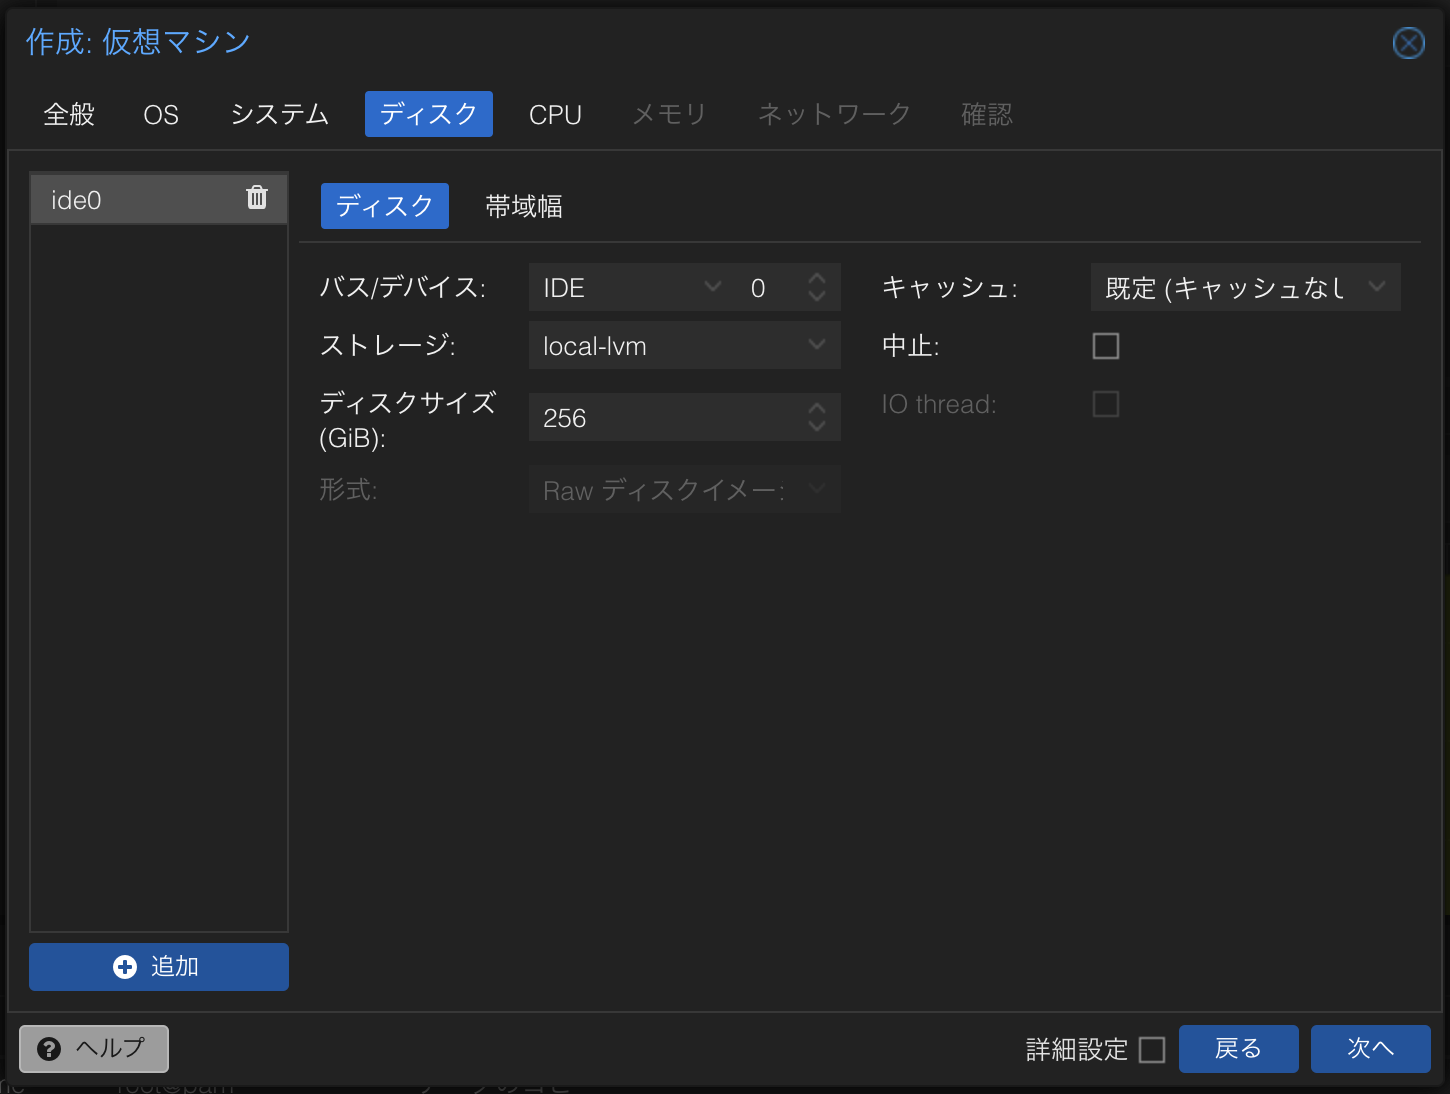 作成: 仮想マシン
全般 OS システム ディスク CPU メモリ ネットワーク 確認
ide0
ディスク 帯域幅
バス/デバイス: IDE 0 キャッシュ: 既定 (キャッシュなし
ストレージ: local-lvm 中止:
ディスクサイズ
(GiB): 256 IO thread:
形式: Raw ディスクイメー
追加
ヘルプ 詳細設定 戻る 次へ
root@pam